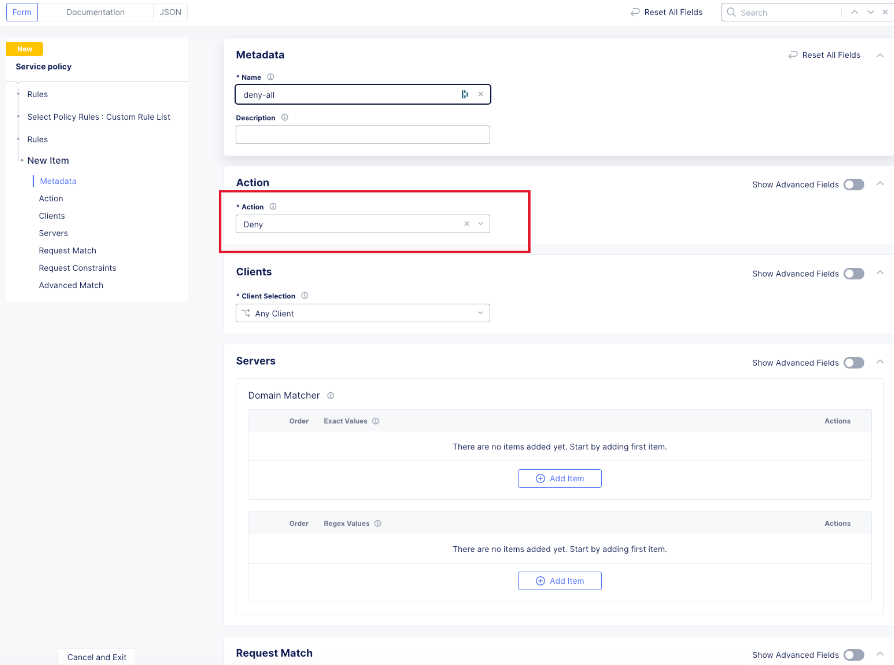 Form Documentation JSON Reset All Fields Search
New
Service policy
Rules
Select Policy Rules : Custom Rule List
Rules
New Item
Metadata
Action
Clients
Servers
Request Match
Request Constraints
Advanced Match
Cancel and Exit
Metadata Reset All Fields
* Name
deny-all
Description
Action Show Advanced Fields
* Action
Deny
Clients Show Advanced Fields
* Client Selection
Any Client
Servers Show Advanced Fields
Domain Matcher
Order Exact Values Actions
There are no items added yet. Start by adding first item.
Add Item
Order Regex Values Actions
There are no items added yet. Start by adding first item.
Add Item
Request Match Show Advanced Fields